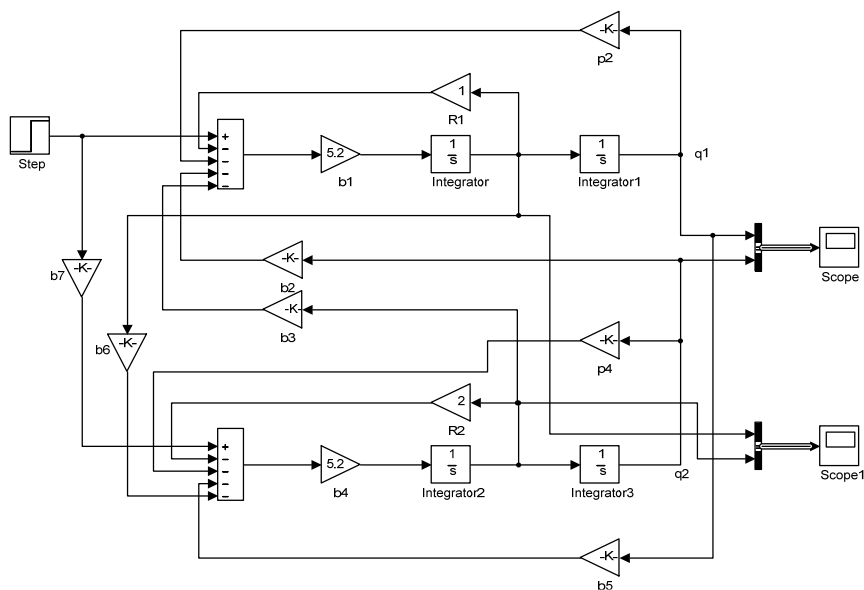 -K-
p2
1
R1
Step
+
-
-
-
-
5.2
b1
1
s
Integrator
1
s
Integrator1
q1
-K-
b7
-K-
b2
Scope
-K-
b3
-K-
b6
-K-
p4
2
R2
+
-
-
-
-
5.2
b4
1
s
Integrator2
1
s
Integrator3
q2
Scope1
-K-
b5